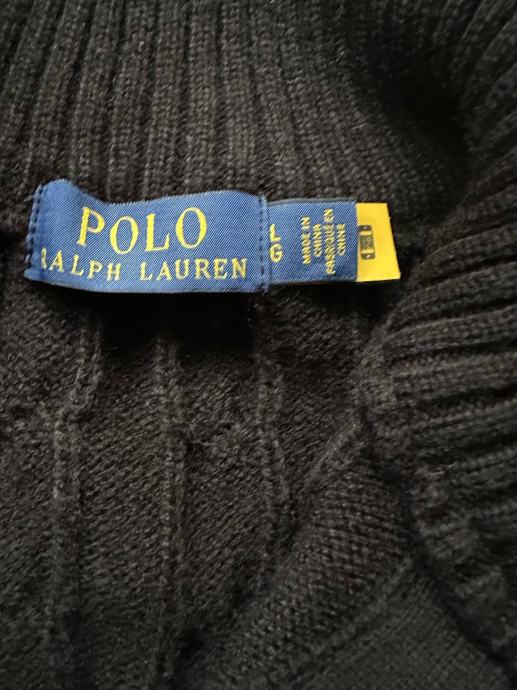 POLO
RALPH LAUREN
L
G
MADE IN
CHINA
FABRIQUÉ EN
CHINE